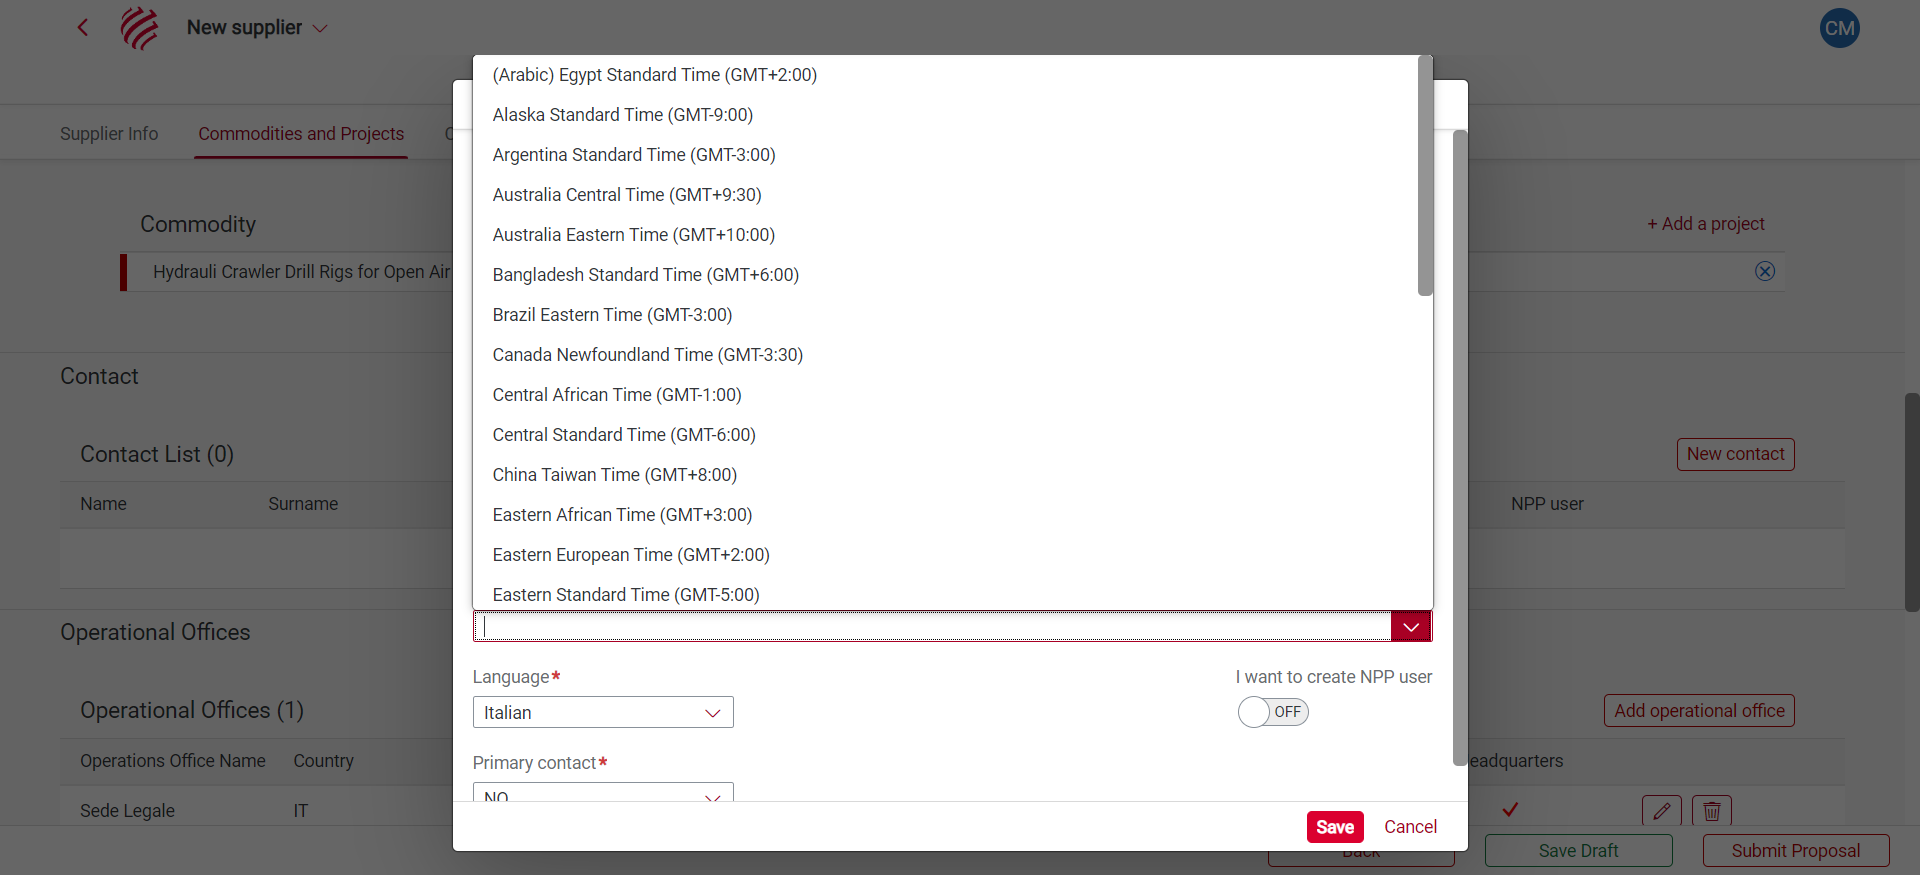 New supplier
CM
Supplier Info
Commodities and Projects
(Arabic) Egypt Standard Time (GMT+2:00)
Alaska Standard Time (GMT-9:00)
Argentina Standard Time (GMT-3:00)
Australia Central Time (GMT+9:30)
Australia Eastern Time (GMT+10:00)
Bangladesh Standard Time (GMT+6:00)
Brazil Eastern Time (GMT-3:00)
Canada Newfoundland Time (GMT-3:30)
Central African Time (GMT-1:00)
Central Standard Time (GMT-6:00)
China Taiwan Time (GMT+8:00)
Eastern African Time (GMT+3:00)
Eastern European Time (GMT+2:00)
Eastern Standard Time (GMT-5:00)
Commodity
+ Add a project
Hydrauli Crawler Drill Rigs for Open Air
Contact
Contact List (0)
New contact
Name Surname NPP user
Operational Offices
Operational Offices (1)
Add operational office
Operations Office Name Country eadquarters
Sede Legale IT
Language*
Italian
I want to create NPP user
OFF
Primary contact*
NO
Save Cancel
Back Save Draft Submit Proposal